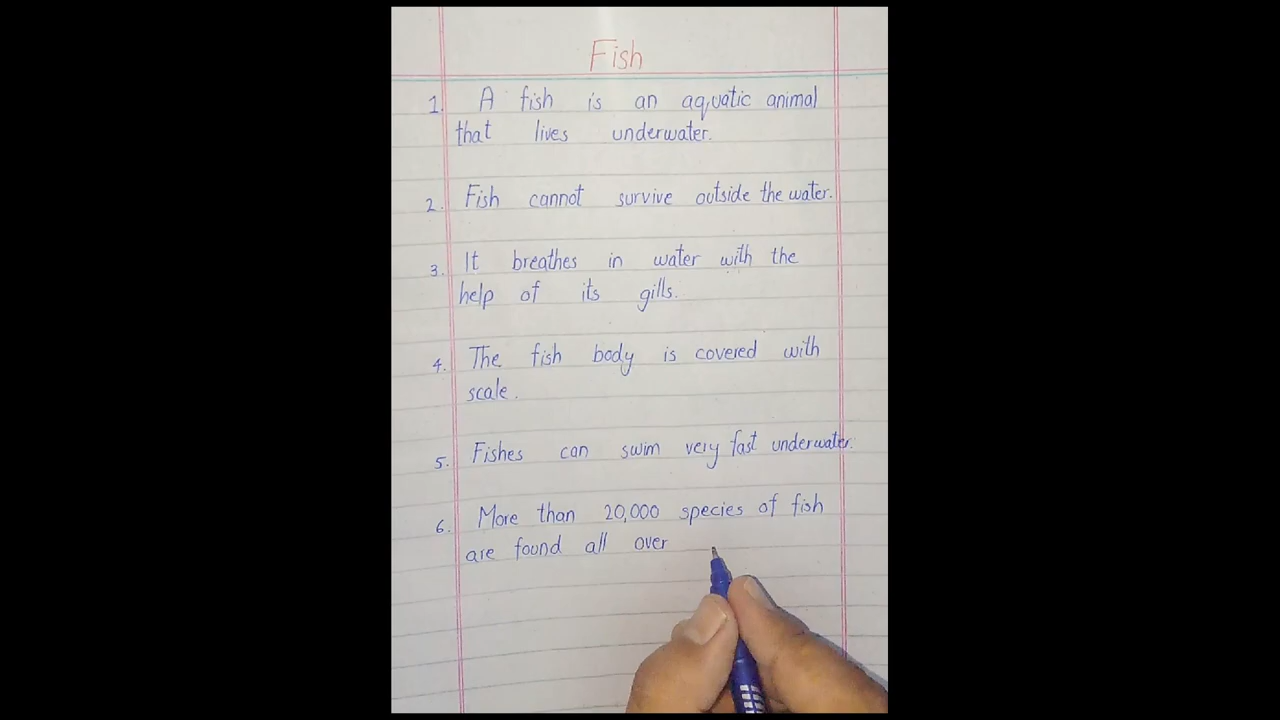 Fish
1. A fish is an aquatic animal
that lives underwater.
2. Fish cannot survive outside the water.
3. It breathes in water with the
help of its gills.
4. The fish body is covered with
scale.
5. Fishes can swim very fast underwater.
6. More than 20,000 species of fish
are found all over